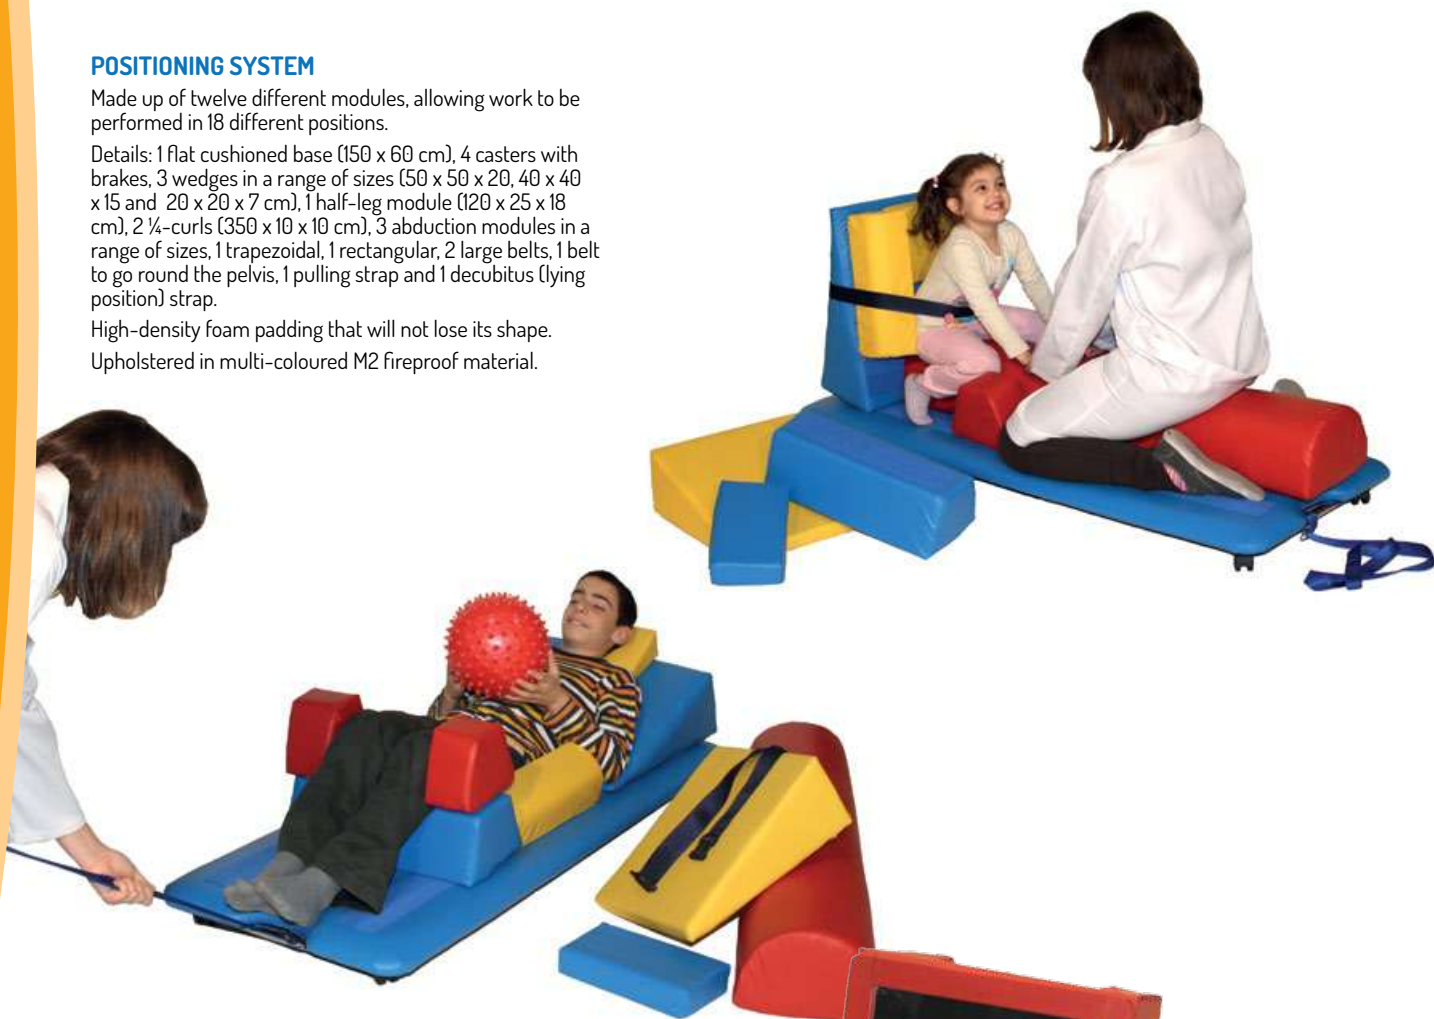 POSITIONING SYSTEM
Made up of twelve different modules, allowing work to be
performed in 18 different positions.
Details: 1 flat cushioned base (150 x 60 cm), 4 casters with
brakes, 3 wedges in a range of sizes (50 x 50 x 20, 40 x 40
x 15 and 20 x 20 x 7 cm), 1 half-leg module (120 x 25 x 18
cm), 2 ¼-curls (350 x 10 x 10 cm), 3 abduction modules in a
range of sizes, 1 trapezoidal, 1 rectangular, 2 large belts, 1 belt
to go round the pelvis, 1 pulling strap and 1 decubitus (lying
position) strap.
High-density foam padding that will not lose its shape.
Upholstered in multi-coloured M2 fireproof material.